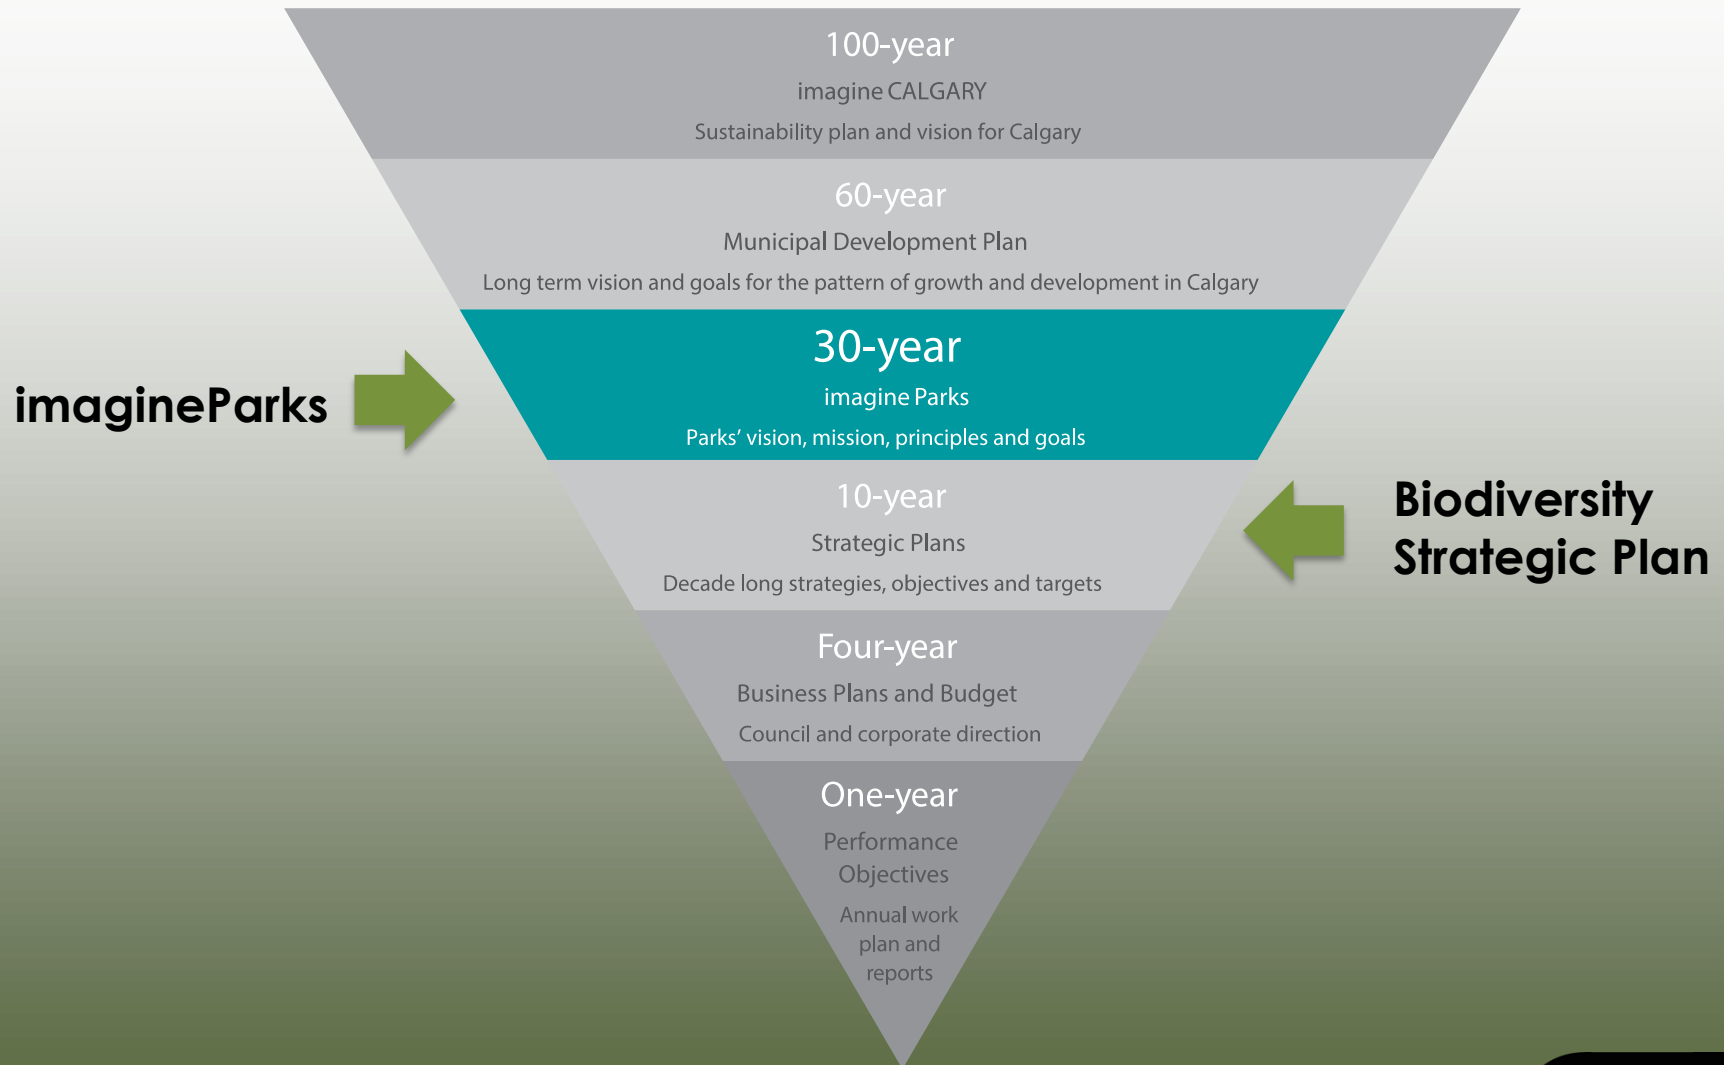 100-year
imagine CALGARY
Sustainability plan and vision for Calgary
60-year
Municipal Development Plan
Long term vision and goals for the pattern of growth and development in Calgary
30-year
imagine Parks
Parks’ vision, mission, principles and goals
imagineParks
10-year
Strategic Plans
Decade long strategies, objectives and targets
Biodiversity
Strategic Plan
Four-year
Business Plans and Budget
Council and corporate direction
One-year
Performance
Objectives
Annual work
plan and
reports